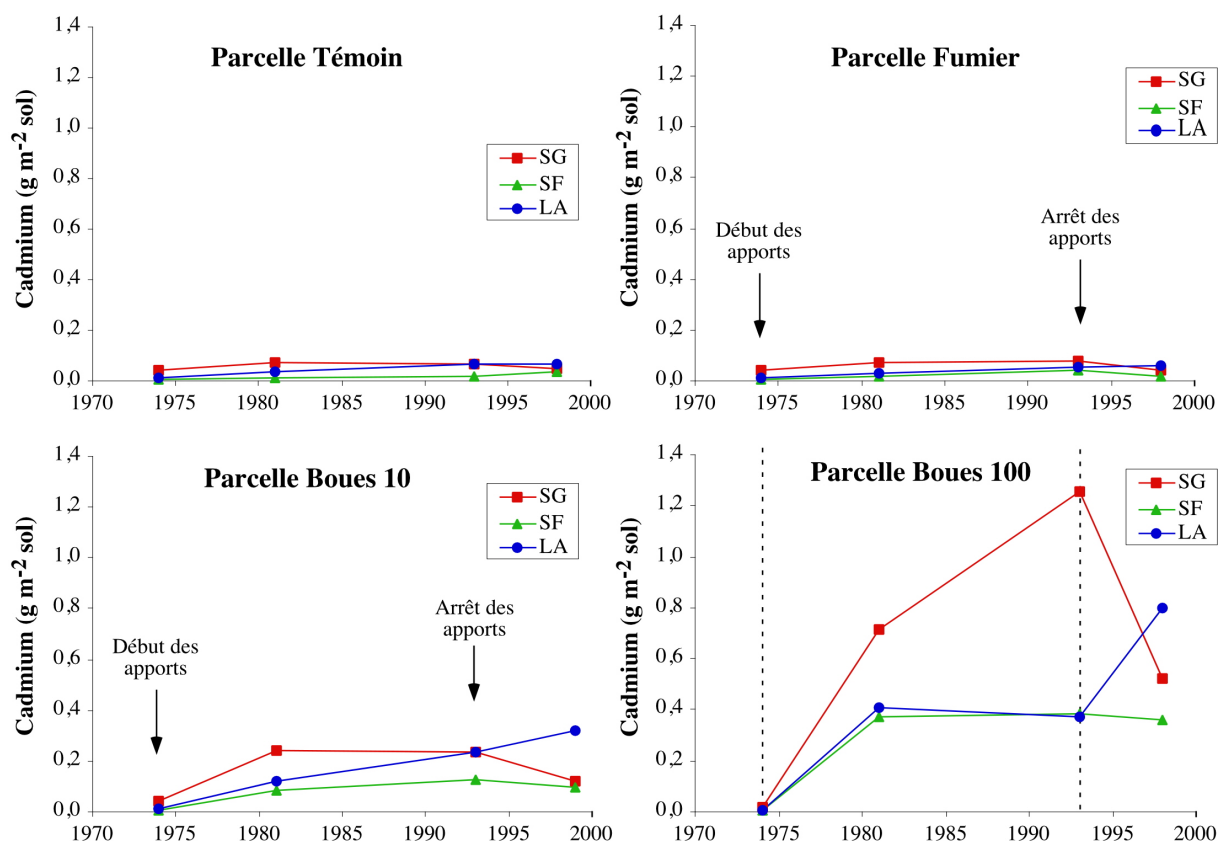 Parcelle Témoin
Cadmium (g m⁻² sol)
1,4
1,2
1,0
0,8
0,6
0,4
0,2
0,0
1970 1975 1980 1985 1990 1995 2000
SG
SF
LA
Parcelle Fumier
Cadmium (g m⁻² sol)
1,4
1,2
1,0
0,8
0,6
0,4
0,2
0,0
1970 1975 1980 1985 1990 1995 2000
SG
SF
LA
Début des
apports
Arrêt des
apports
Parcelle Boues 10
Cadmium (g m⁻² sol)
1,4
1,2
1,0
0,8
0,6
0,4
0,2
0,0
1970 1975 1980 1985 1990 1995 2000
SG
SF
LA
Début des
apports
Arrêt des
apports
Parcelle Boues 100
Cadmium (g m⁻² sol)
1,4
1,2
1,0
0,8
0,6
0,4
0,2
0,0
1970 1975 1980 1985 1990 1995 2000
SG
SF
LA